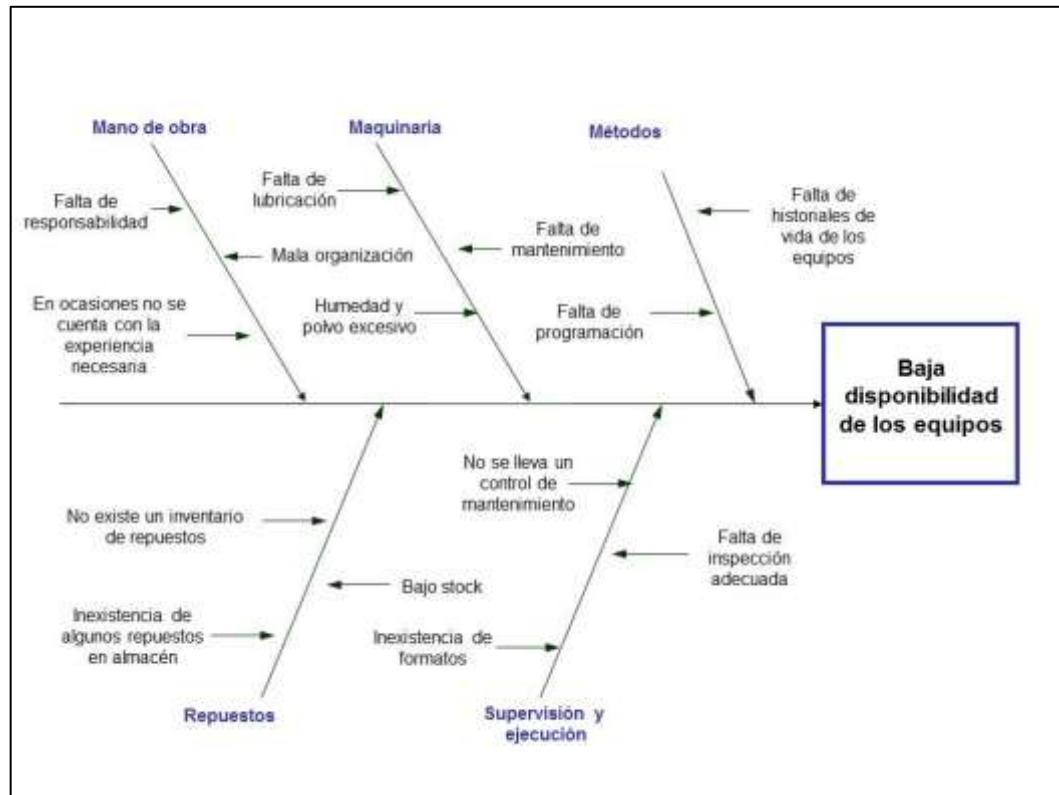 Mano de obra
Maquinaria
Métodos
Falta de
responsabilidad
Mala organización
En ocasiones no se
cuenta con la
experiencia
necesaria
Falta de
lubricación
Falta de
mantenimiento
Humedad y
polvo excesivo
Falta de
historiales de
vida de los
equipos
Falta de
programación
Baja
disponibilidad
de los equipos
No existe un inventario
de repuestos
Bajo stock
Inexistencia de
algunos repuestos
en almacén
No se lleva un
control de
mantenimiento
Falta de
inspección
adecuada
Inexistencia de
formatos
Repuestos
Supervisión y
ejecución